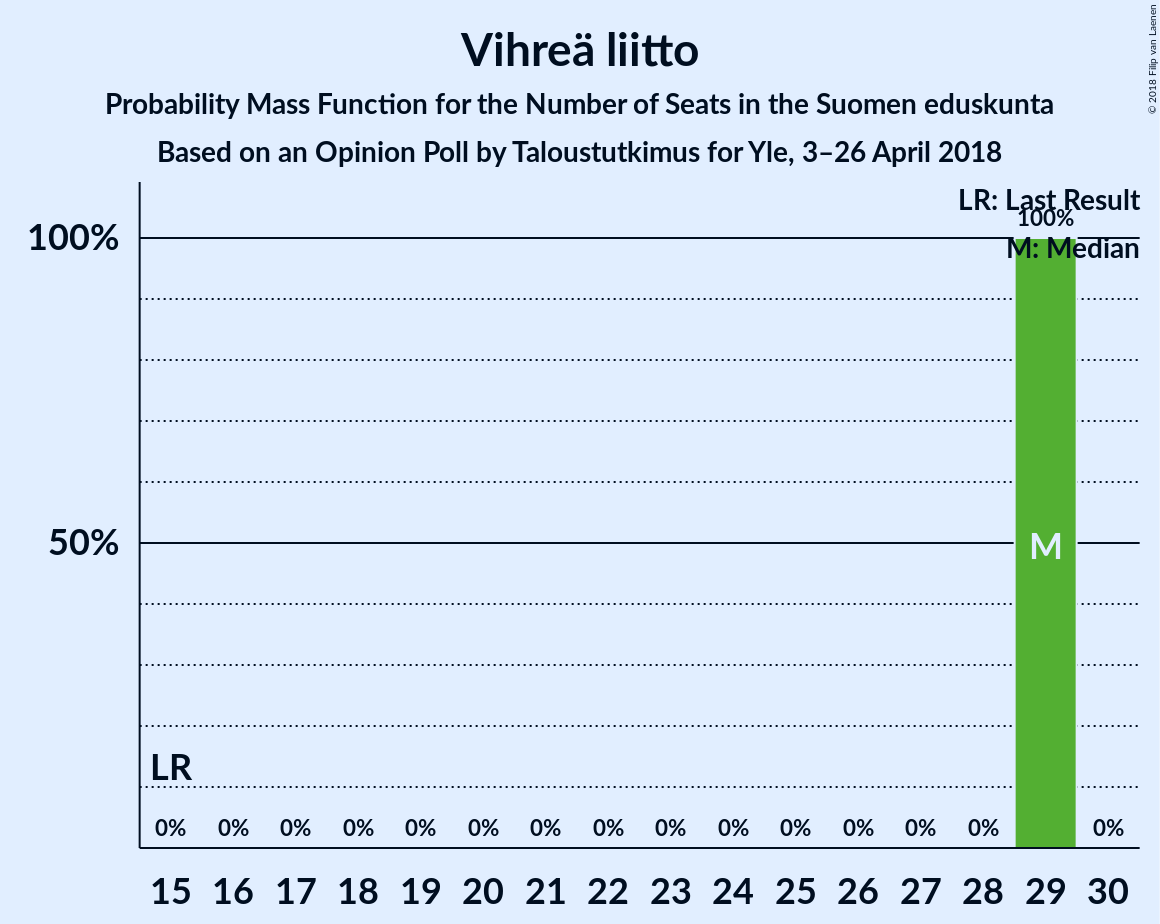 Vihreä liitto
Probability Mass Function for the Number of Seats in the Suomen eduskunta
Based on an Opinion Poll by Taloustutkimus for Yle, 3–26 April 2018
© 2018 Filip van Laenen
LR: Last Result
100%
M: Median
100%
50%
M
LR
0% 0% 0% 0% 0% 0% 0% 0% 0% 0% 0% 0% 0% 0% 0%
15 16 17 18 19 20 21 22 23 24 25 26 27 28 29 30